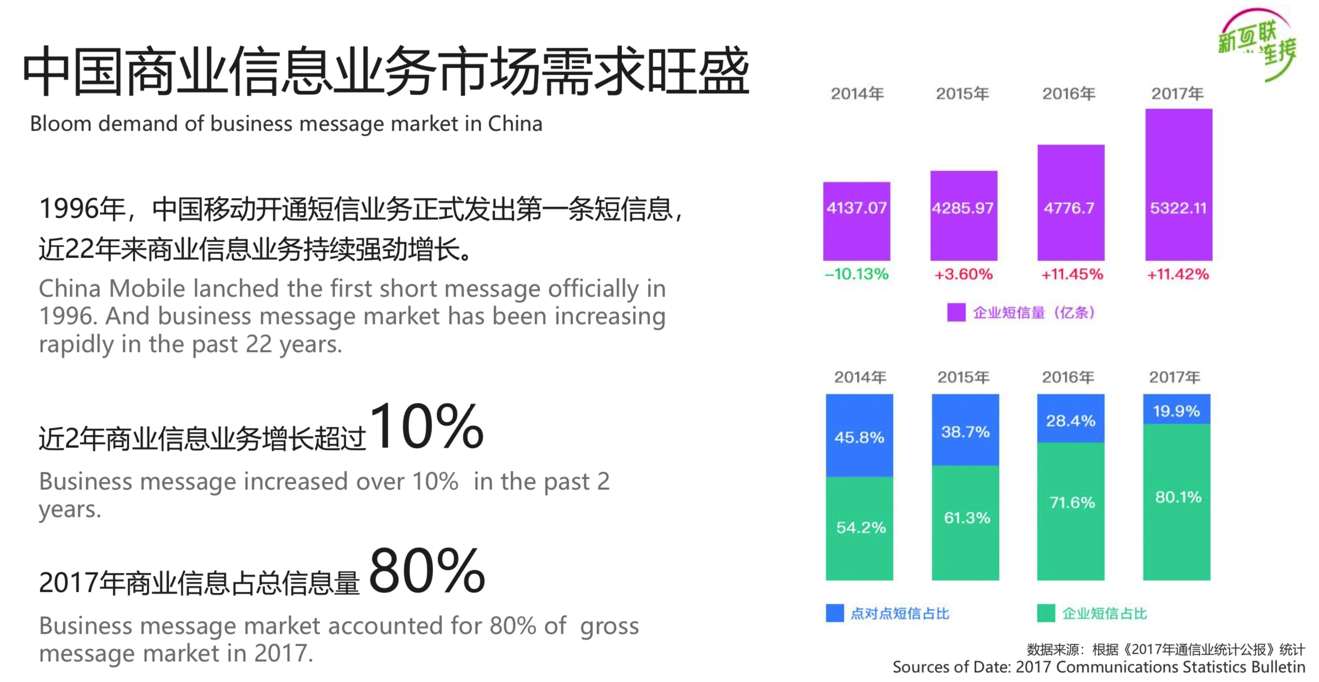 中国商业信息业务市场需求旺盛
Bloom demand of business message market in China
1996年，中国移动开通短信业务正式发出第一条短信息，
近22年来商业信息业务持续强劲增长。
China Mobile lanched the first short message officially in
1996. And business message market has been increasing
rapidly in the past 22 years.
近2年商业信息业务增长超过10%
Business message increased over 10% in the past 2
years.
2017年商业信息占总信息量80%
Business message market accounted for 80% of gross
message market in 2017.
新互联
连接
2014年 2015年 2016年 2017年
4137.07 4285.97 4776.7 5322.11
-10.13% +3.60% +11.45% +11.42%
企业短信量（亿条）
2014年 2015年 2016年 2017年
45.8% 38.7% 28.4% 19.9%
54.2% 61.3% 71.6% 80.1%
点对点短信占比 企业短信占比
数据来源：根据《2017年通信业统计公报》统计
Sources of Date: 2017 Communications Statistics Bulletin